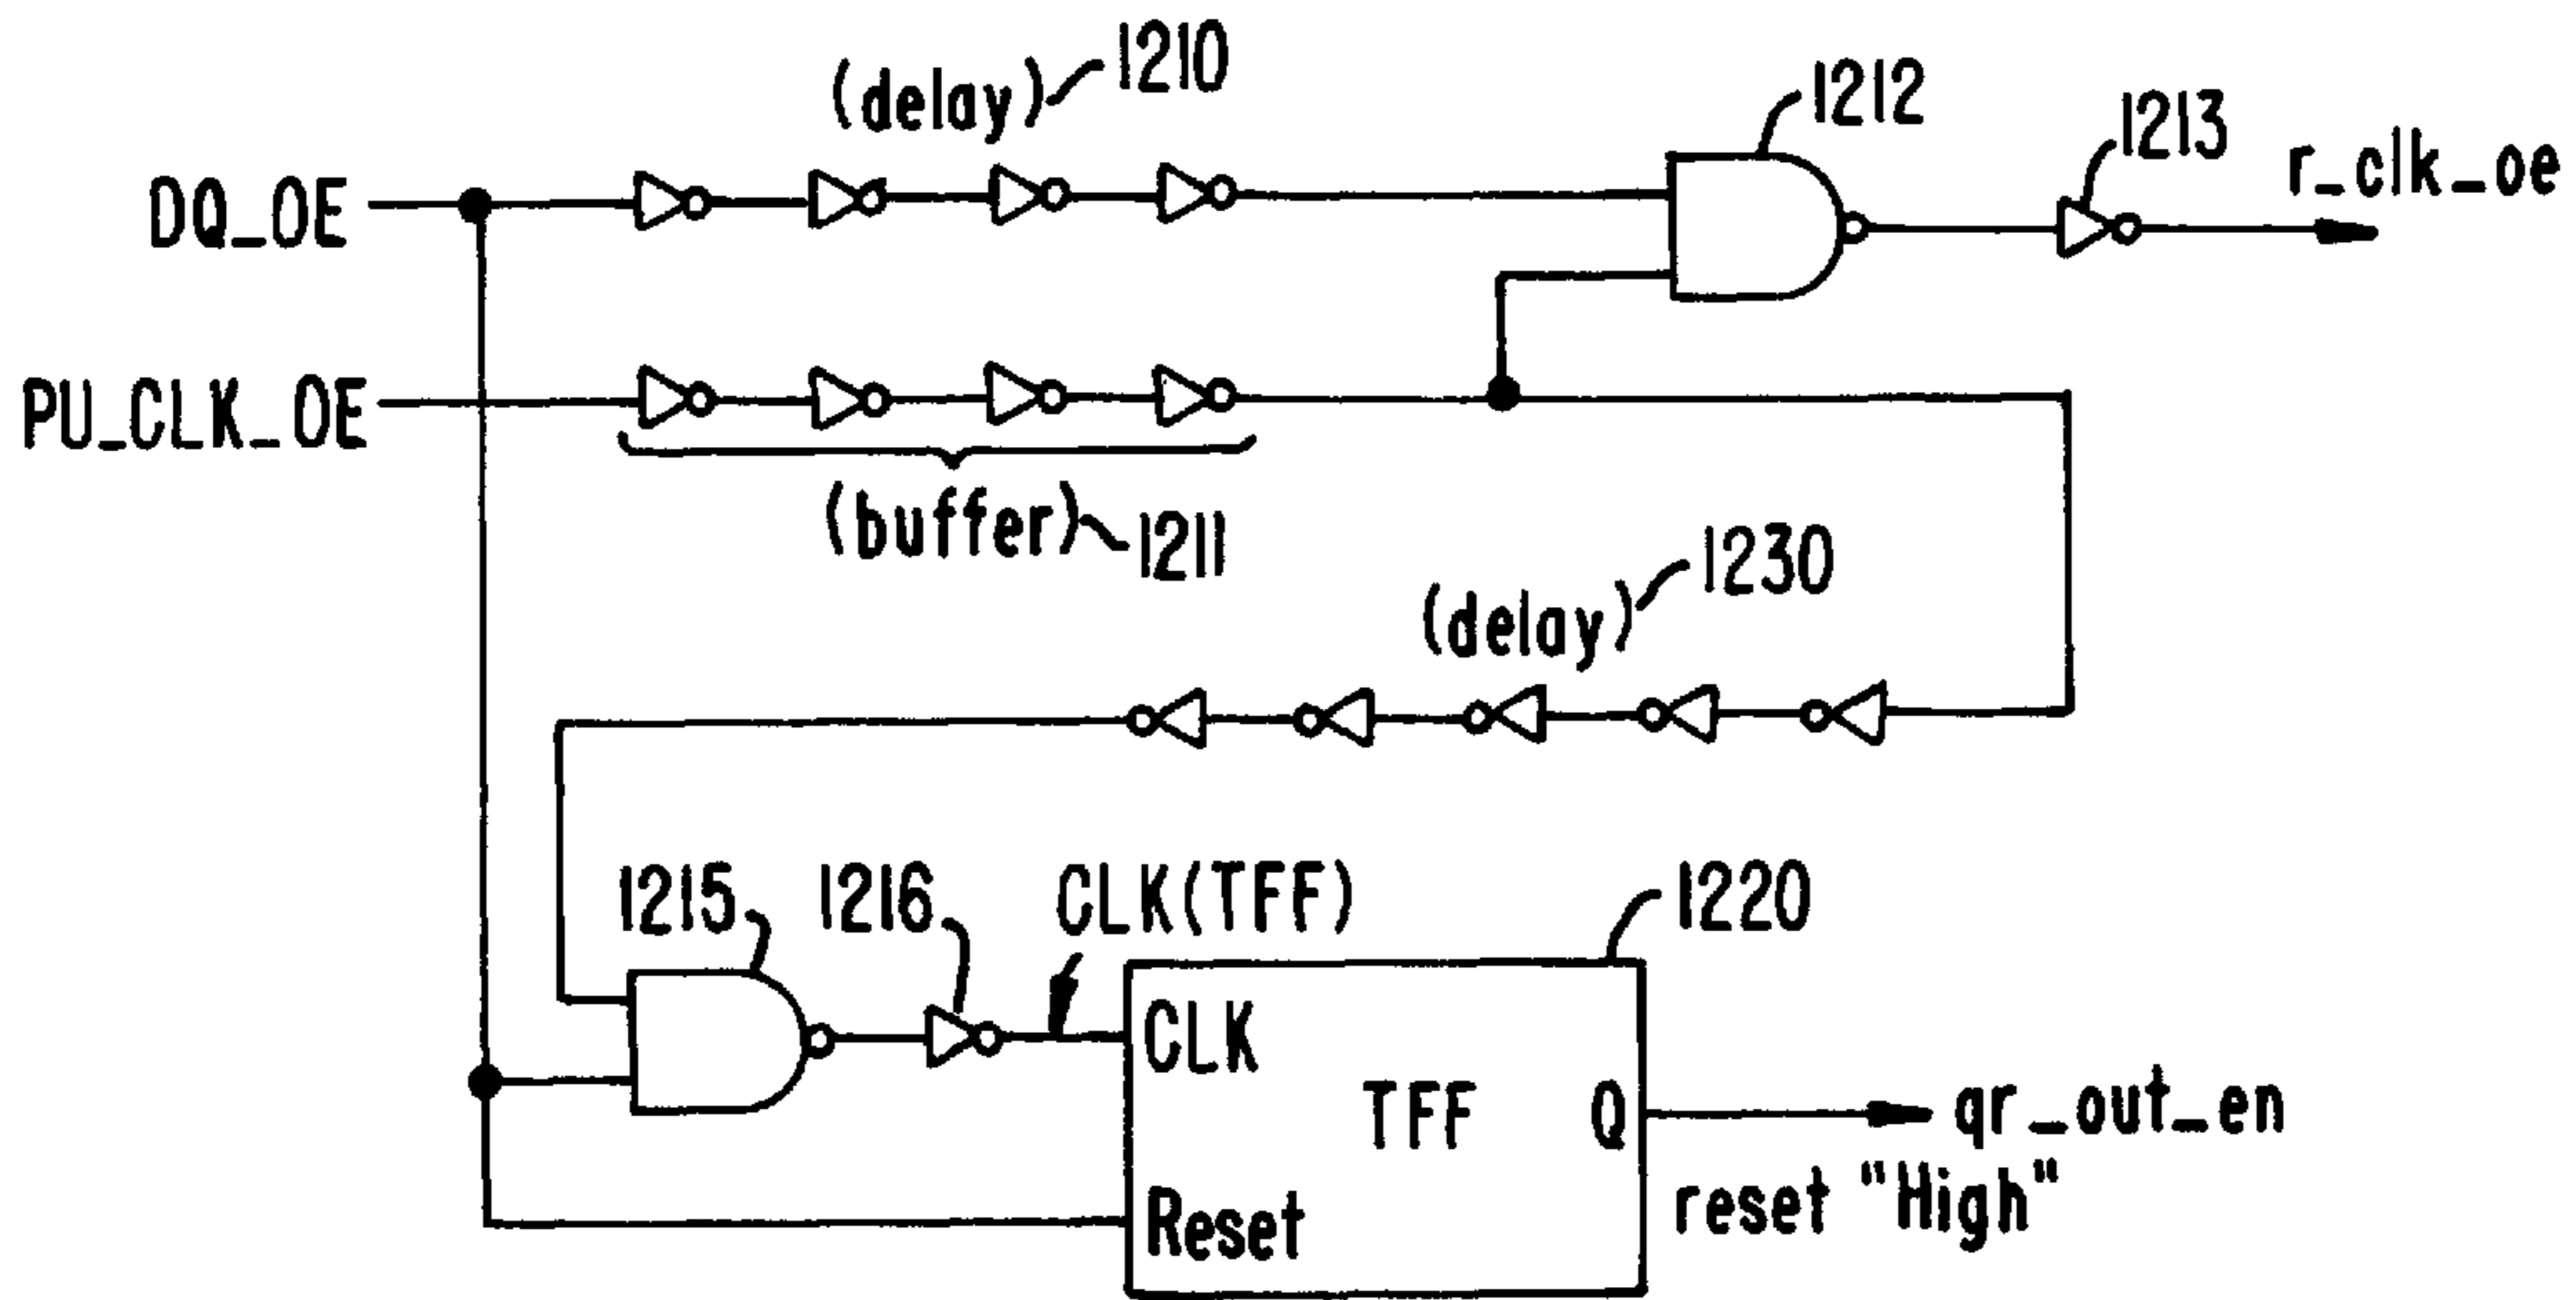 (delay) 1210
1212
1213
r_clk_oe
DQ_OE
PU_CLK_OE
(buffer) 1211
(delay) 1230
1215
1216
CLK(TFF)
1220
CLK
TFF
Q
qr_out_en
Reset
reset "High"